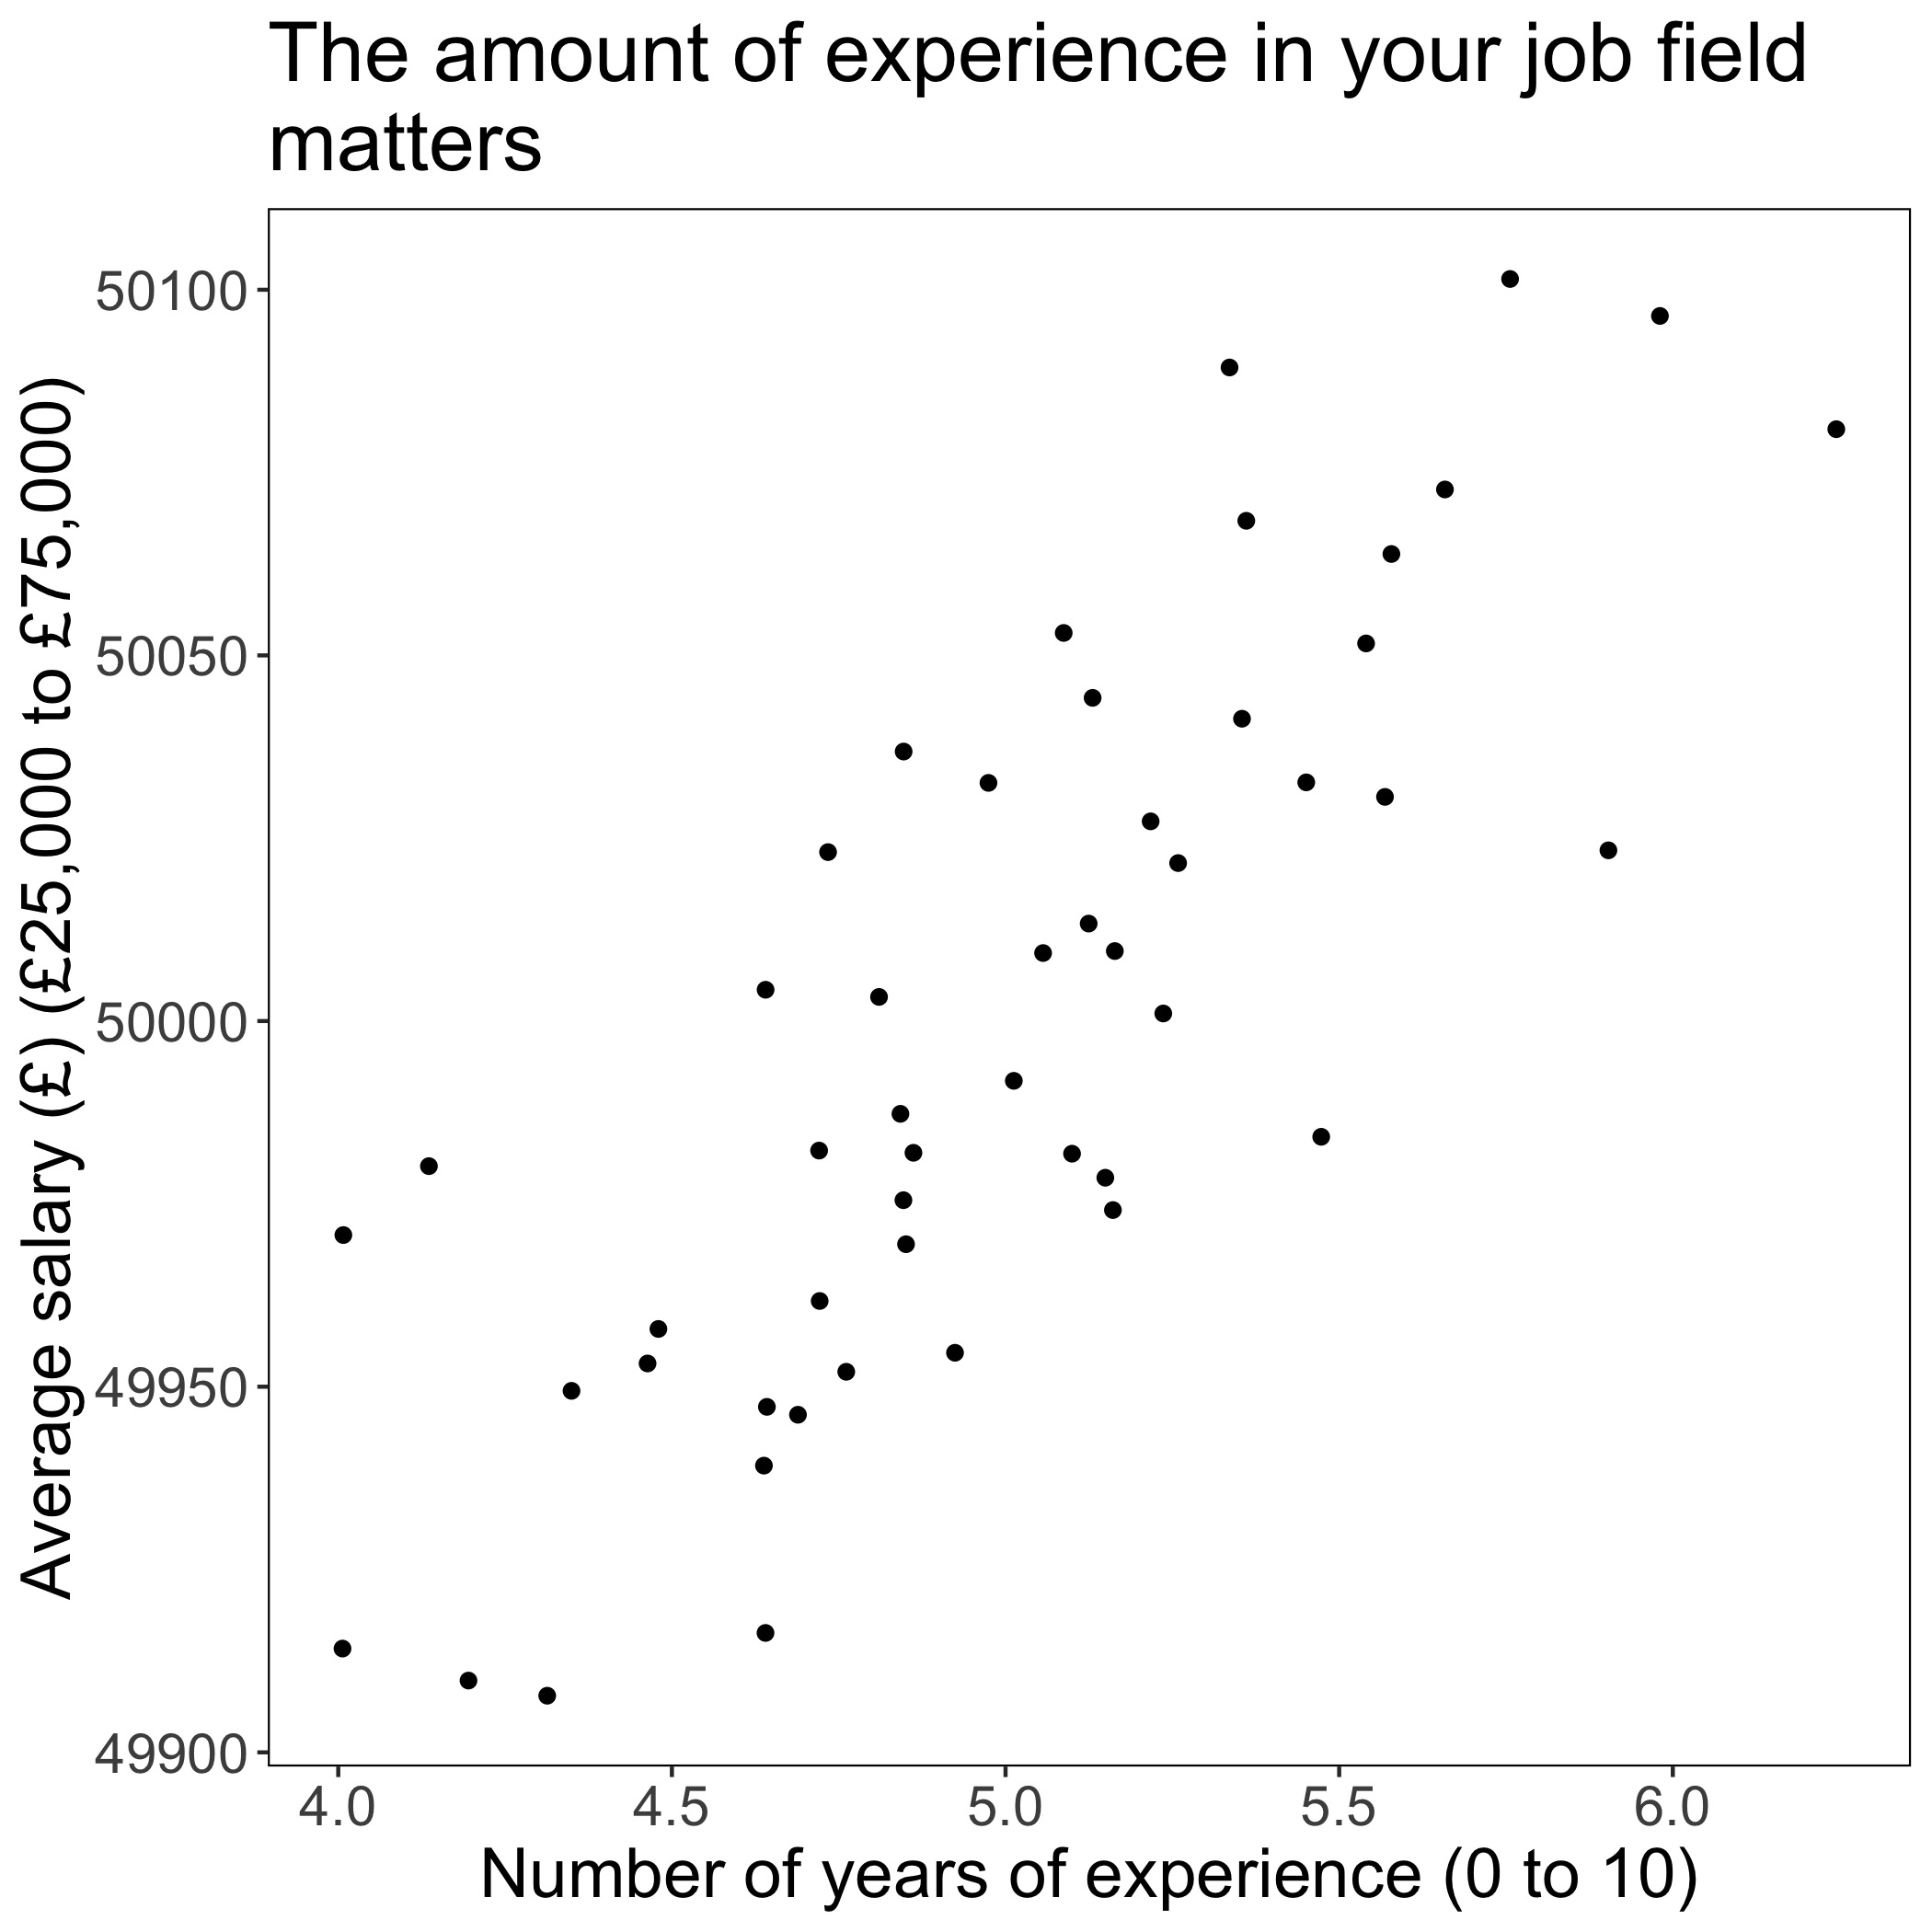 The amount of experience in your job field
matters
Average salary (£) (£25,000 to £75,000)
50100
50050
50000
49950
49900
4.0 4.5 5.0 5.5 6.0
Number of years of experience (0 to 10)